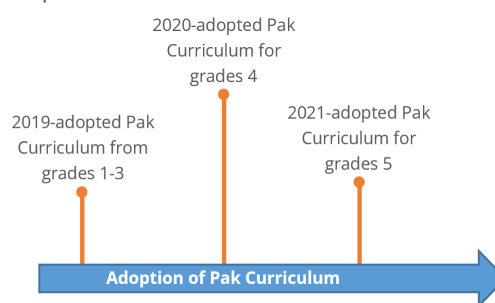 2020-adopted Pak
Curriculum for
grades 4
2019-adopted Pak
Curriculum from
grades 1-3
2021-adopted Pak
Curriculum for
grades 5
Adoption of Pak Curriculum